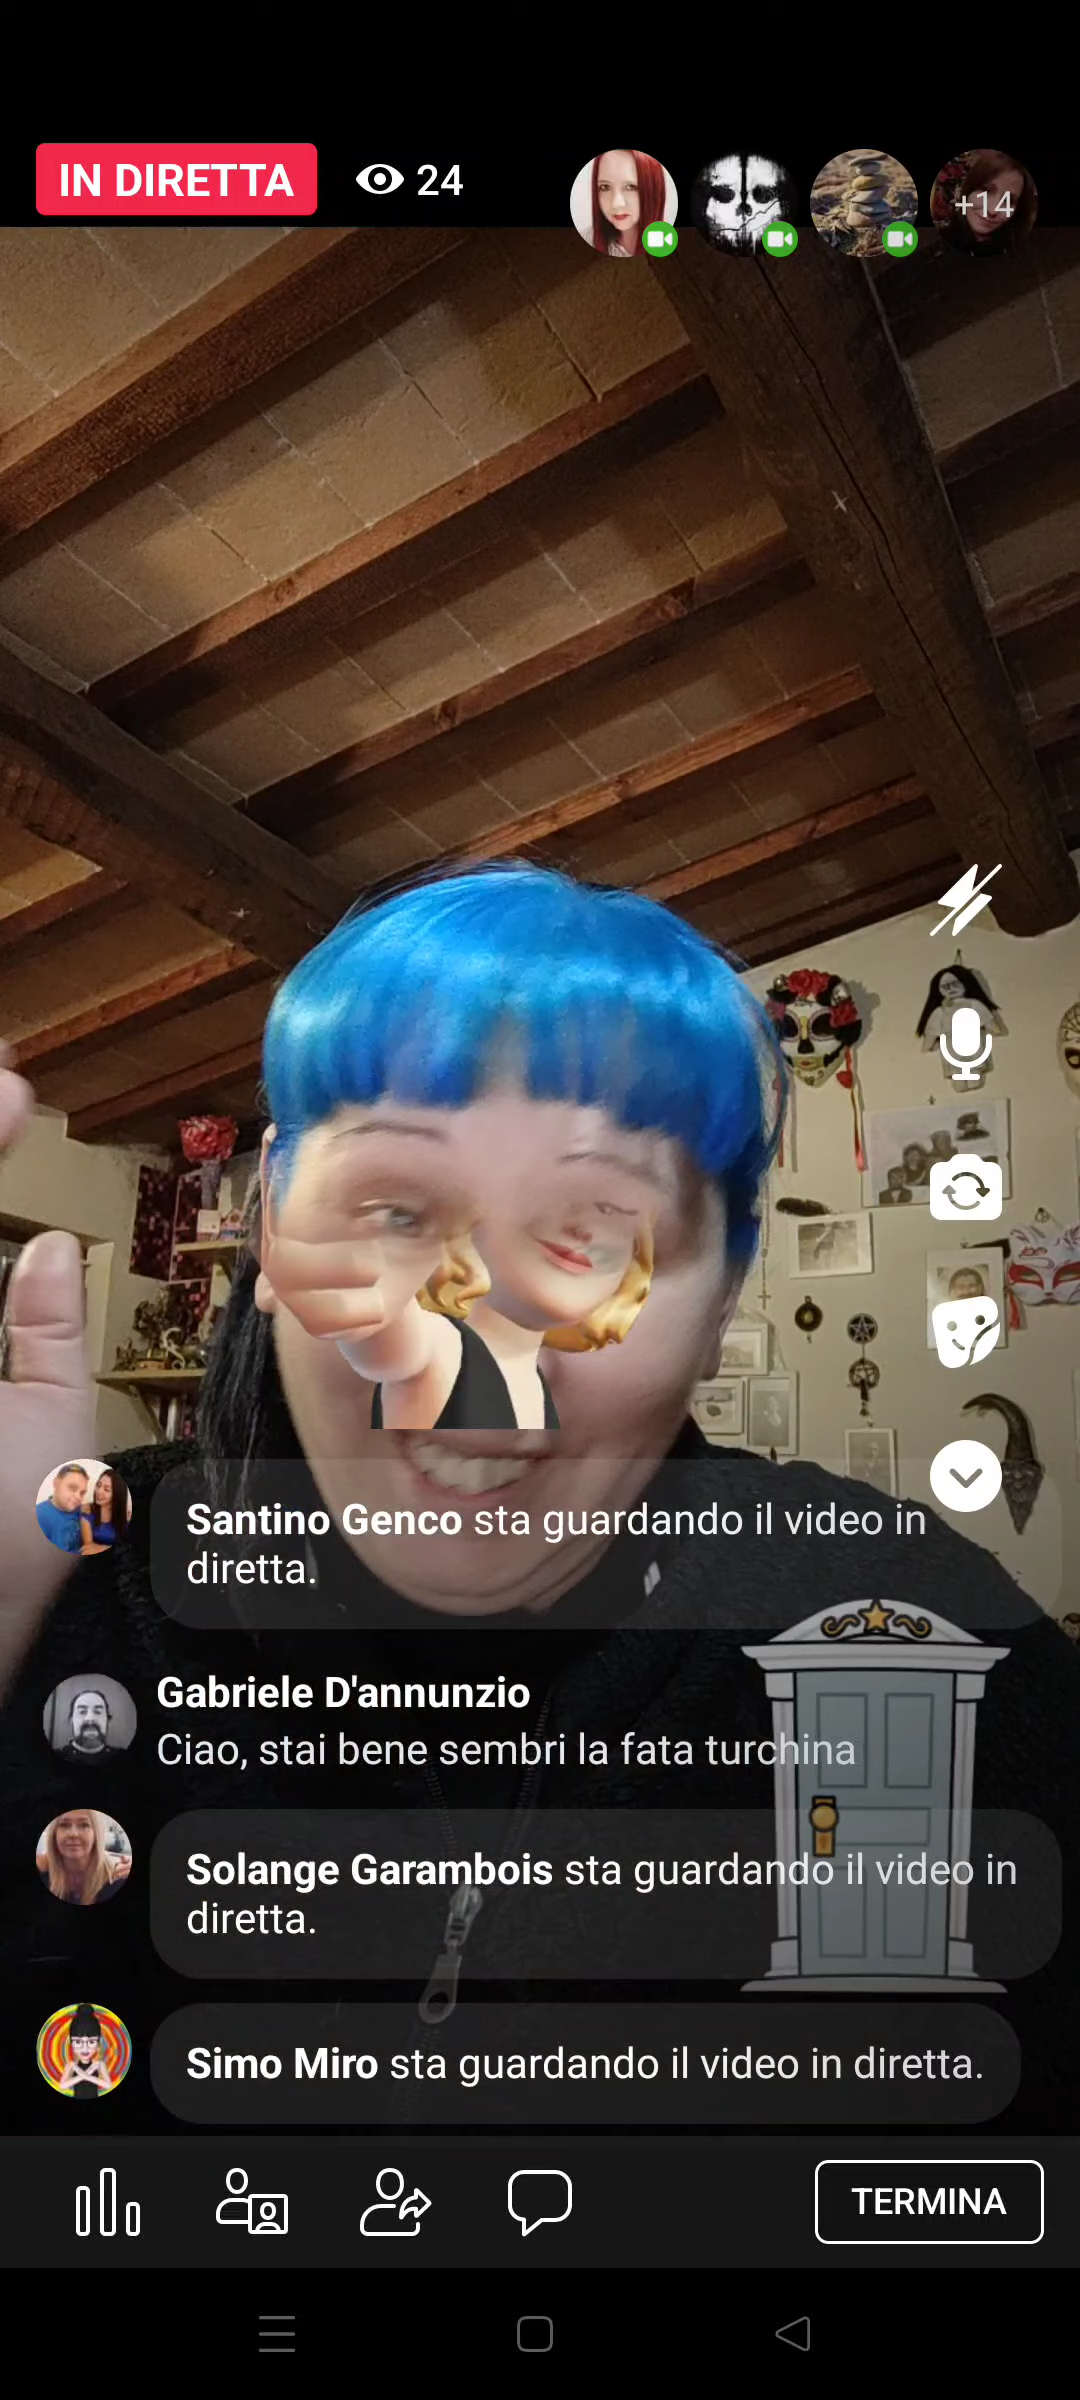 IN DIRETTA
24
+14
Santino Genco sta guardando il video in
diretta.
Gabriele D'annunzio
Ciao, stai bene sembri la fata turchina
Solange Garambois sta guardando il video in
diretta.
Simo Miro sta guardando il video in diretta.
TERMINA